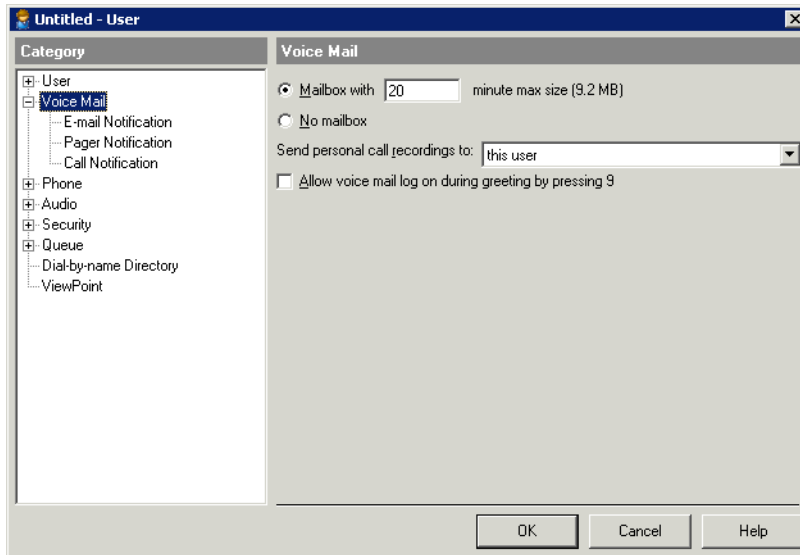 Untitled - User
Category
User
Voice Mail
E-mail Notification
Pager Notification
Call Notification
Phone
Audio
Security
Queue
Dial-by-name Directory
ViewPoint
Voice Mail
Mailbox with 20 minute max size (9.2 MB)
No mailbox
Send personal call recordings to: this user
Allow voice mail log on during greeting by pressing 9
OK Cancel Help